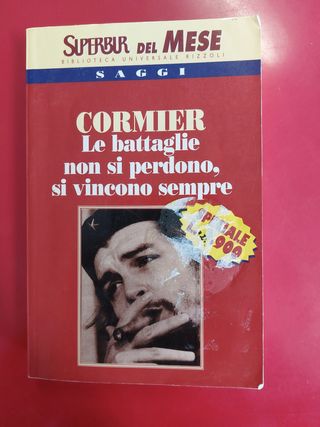 SUPERBUR DEL MESE
BIBLIOTECA UNIVERSALE RIZZOLI
SAGGI
CORMIER
Le battaglie
non si perdono,
si vincono sempre
SPECIALE
900